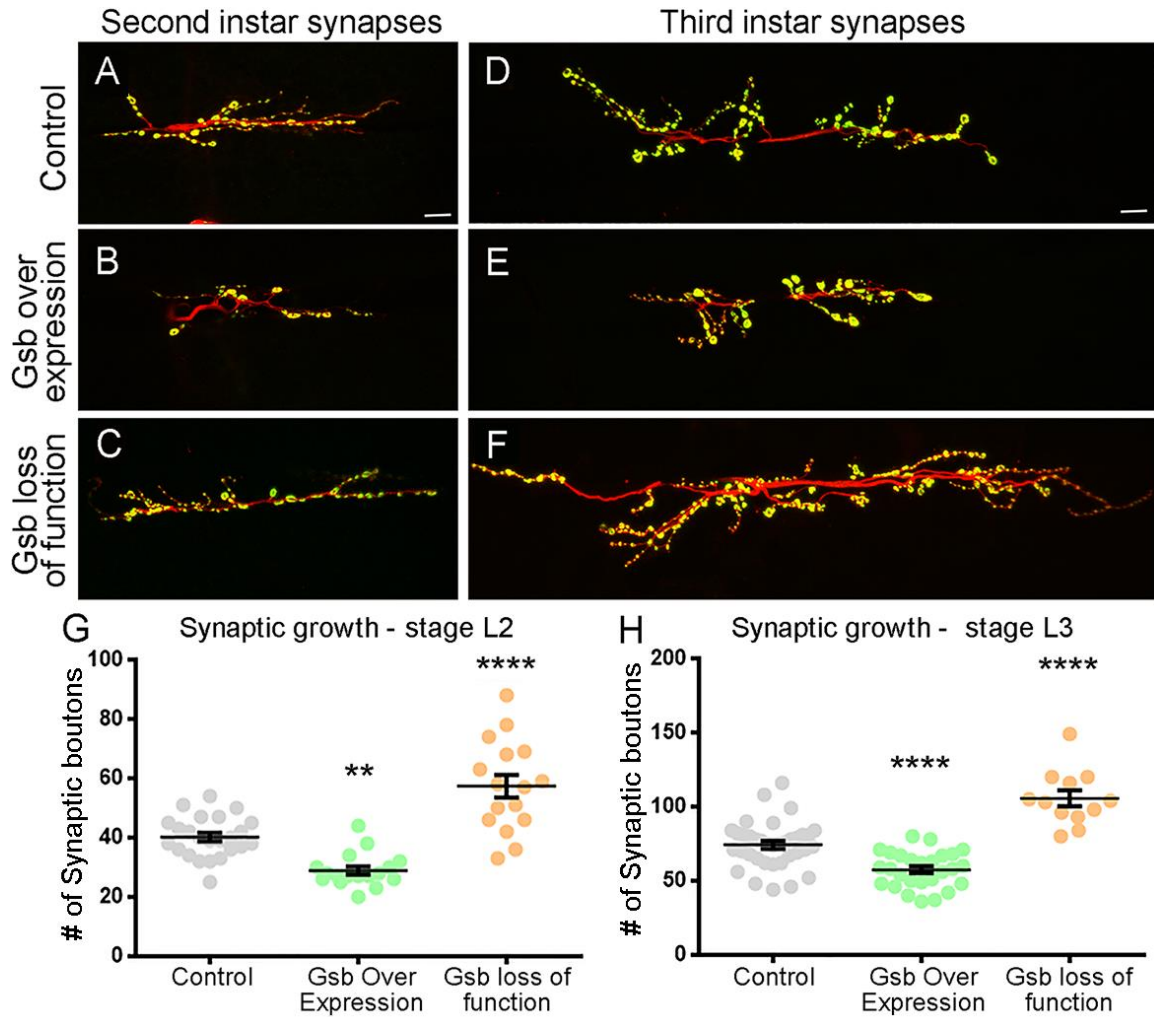 Second instar synapses
Third instar synapses
Control
A
D
Gsb over
expression
B
E
Gsb loss
of function
C
F
G
Synaptic growth - stage L2
# of Synaptic boutons
100
80
60
40
20
0
**
****
Control
Gsb Over
Expression
Gsb loss of
function
H
Synaptic growth - stage L3
# of Synaptic boutons
200
150
100
50
0
****
****
Control
Gsb Over
Expression
Gsb loss of
function